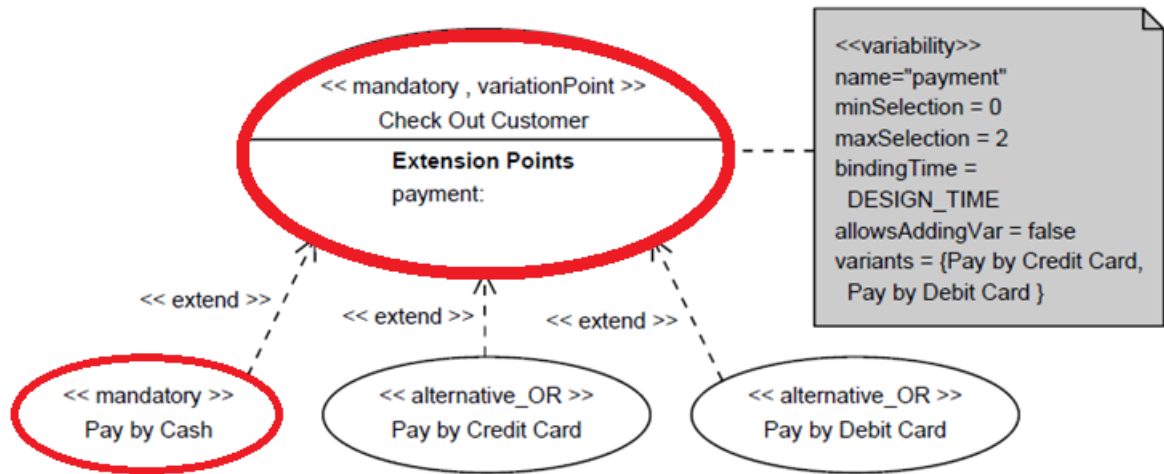 << mandatory , variationPoint >>
Check Out Customer
Extension Points
payment:
<<variability>>
name="payment"
minSelection = 0
maxSelection = 2
bindingTime =
DESIGN_TIME
allowsAddingVar = false
variants = {Pay by Credit Card,
Pay by Debit Card }
<< extend >>
<< extend >>
<< extend >>
<< mandatory >>
Pay by Cash
<< alternative_OR >>
Pay by Credit Card
<< alternative_OR >>
Pay by Debit Card